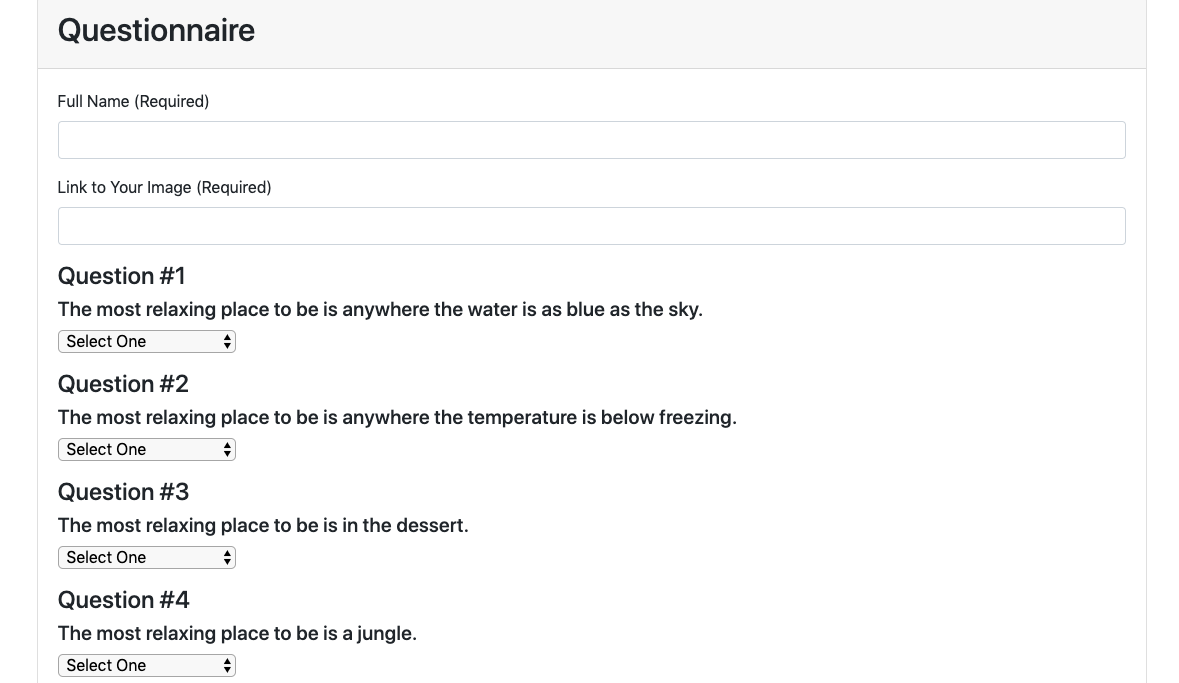 Questionnaire
Full Name (Required)
Link to Your Image (Required)
Question #1
The most relaxing place to be is anywhere the water is as blue as the sky.
Select One
Question #2
The most relaxing place to be is anywhere the temperature is below freezing.
Select One
Question #3
The most relaxing place to be is in the dessert.
Select One
Question #4
The most relaxing place to be is a jungle.
Select One